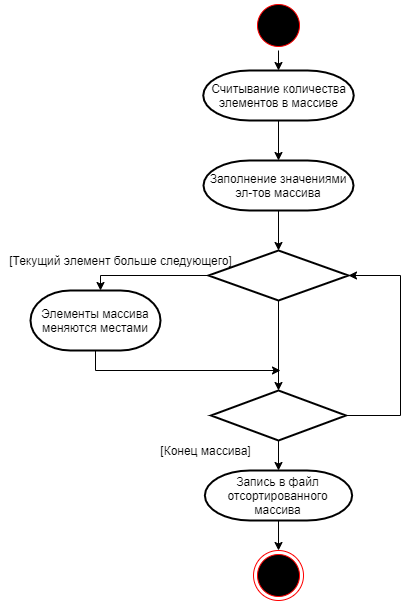 Считывание количества
элементов в массиве
Заполнение значениями
эл-тов массива
[Текущий элемент больше следующего]
Элементы массива
меняются местами
[Конец массива]
Запись в файл
отсортированного
массива